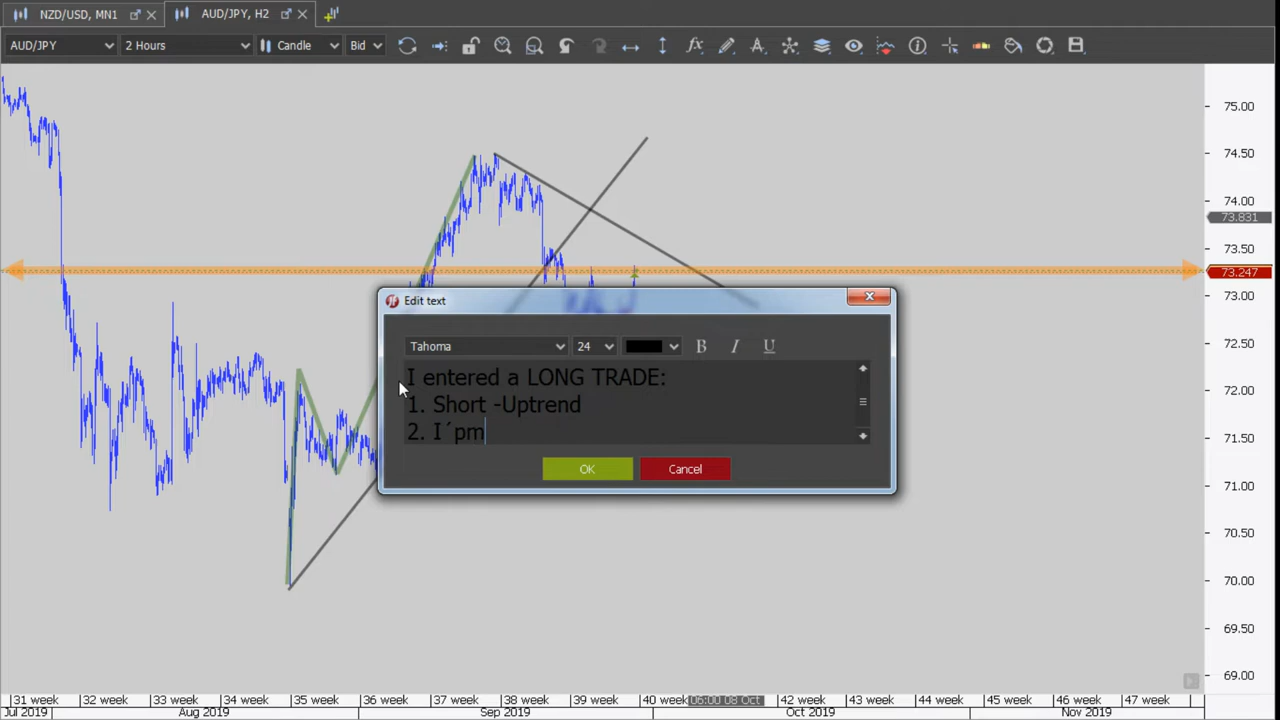 NZD/USD, MN1
AUD/JPY, H2
AUD/JPY
2 Hours
Candle
Bid
75.00
74.50
74.00
73.831
73.50
73.247
73.00
72.50
72.00
71.50
71.00
70.50
70.00
69.50
69.00
Edit text
Tahoma
24
B I U
I entered a LONG TRADE:
1. Short -Uptrend
2. I´pm
OK
Cancel
31 week 32 week 33 week 34 week 35 week 36 week 37 week 38 week 39 week 40 week 06:00 08 Oct 42 week 43 week 44 week 45 week 46 week 47 week
Jul 2019 Aug 2019 Sep 2019 Oct 2019 Nov 2019